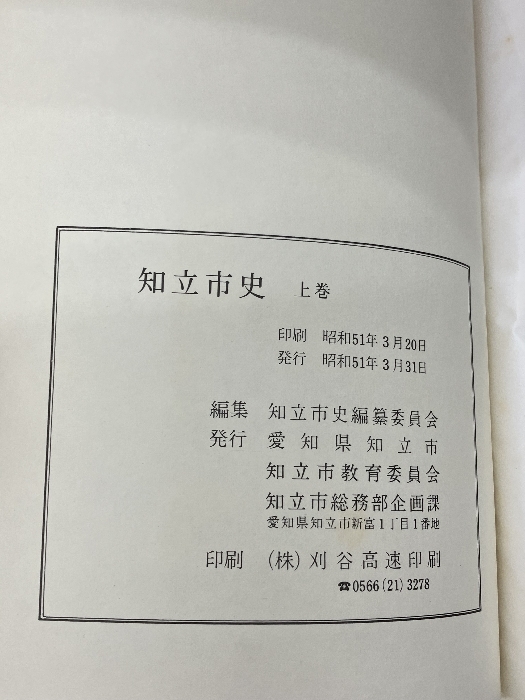 知立市史 上巻
印刷 昭和51年3月20日
発行 昭和51年3月31日
編集 知立市史編纂委員会
発行 愛知県知立市
知立市教育委員会
知立市総務部企画課
愛知県知立市新富1丁目1番地
印刷 (株)刈谷高速印刷
☎0566(21)3278